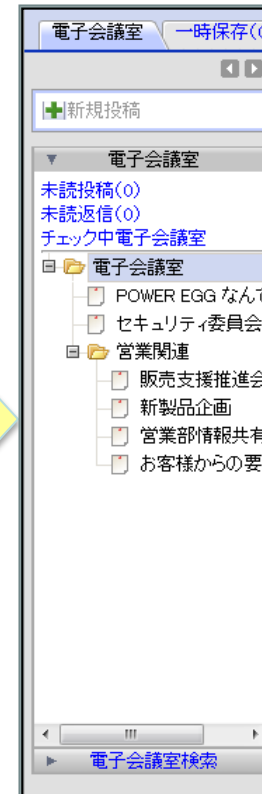 電子会議室 一時保存(
新規投稿
電子会議室
未読投稿(0)
未読返信(0)
チェック中電子会議室
電子会議室
POWER EGG なん
セキュリティ委員会
営業関連
販売支援推進会
新製品企画
営業部情報共有
お客様からの要
電子会議室検索